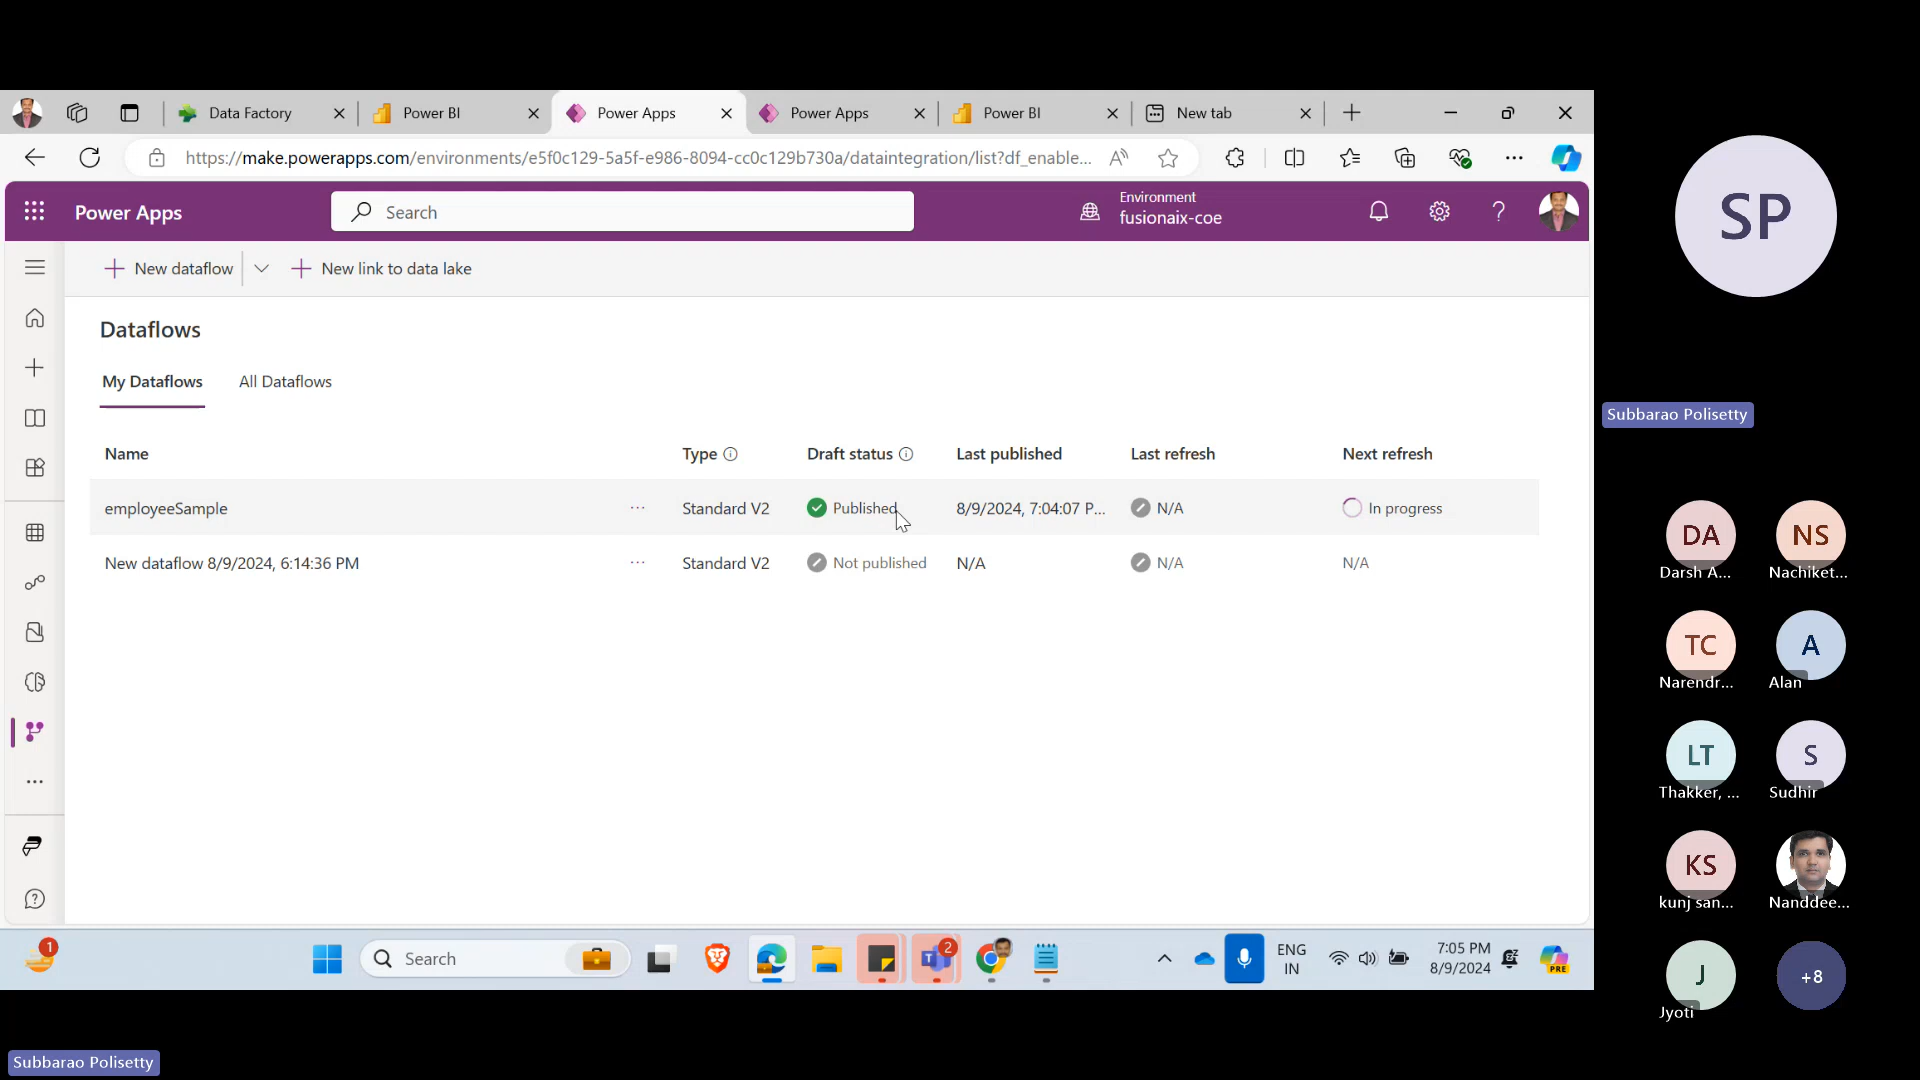 Data Factory
Power BI
Power Apps
Power Apps
Power BI
New tab
https://make.powerapps.com/environments/e5f0c129-5a5f-e986-8094-cc0c129b730a/dataintegration/list?df_enable...
Power Apps
Search
Environment
fusionaix-coe
New dataflow
New link to data lake
Dataflows
My Dataflows
All Dataflows
Name
Type
Draft status
Last published
Last refresh
Next refresh
employeeSample
Standard V2
Published
8/9/2024, 7:04:07 P...
N/A
In progress
New dataflow 8/9/2024, 6:14:36 PM
Standard V2
Not published
N/A
N/A
N/A
1
Search
2
PRE
ENG
IN
7:05 PM
8/9/2024
SP
Subbarao Polisetty
DA
Darsh A...
NS
Nachiket...
TC
Narendr...
A
Alan
LT
Thakker, ...
S
Sudhir
KS
kunj san...
Nanddee...
J
Jyoti
+8
Subbarao Polisetty